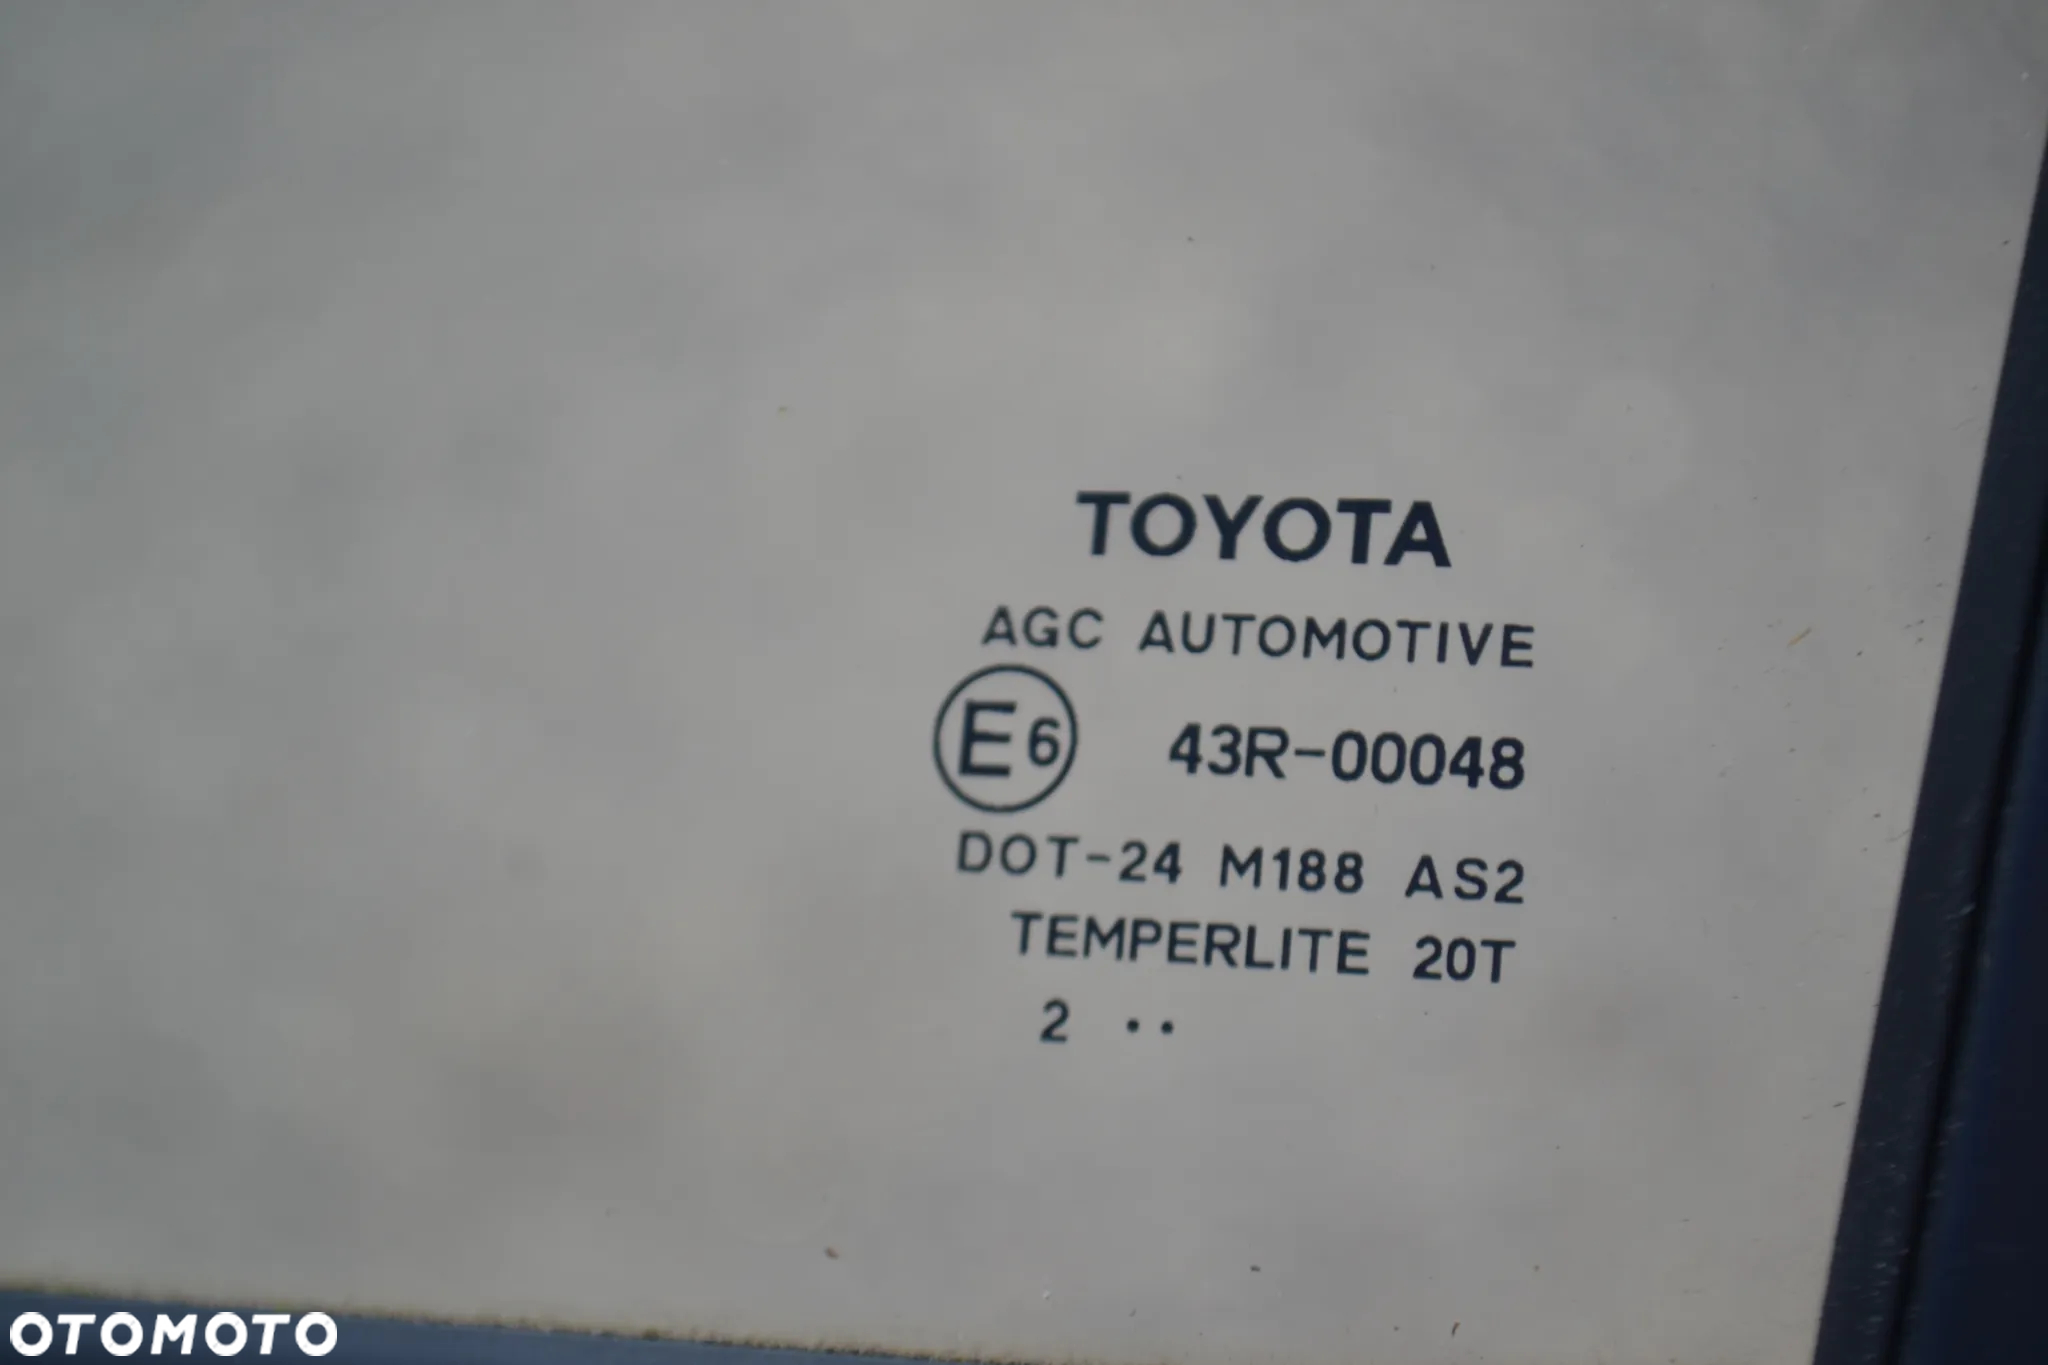 TOYOTA
AGC AUTOMOTIVE
E6 43R-00048
DOT-24 M188 AS2
TEMPERLITE 20T
2 ··
OTOMOTO